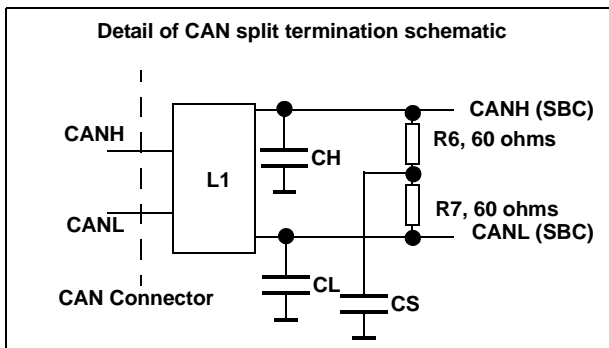 Detail of CAN split termination schematic
CANH
CANH (SBC)
R6, 60 ohms
CH
L1
R7, 60 ohms
CANL
CANL (SBC)
CL
CS
CAN Connector